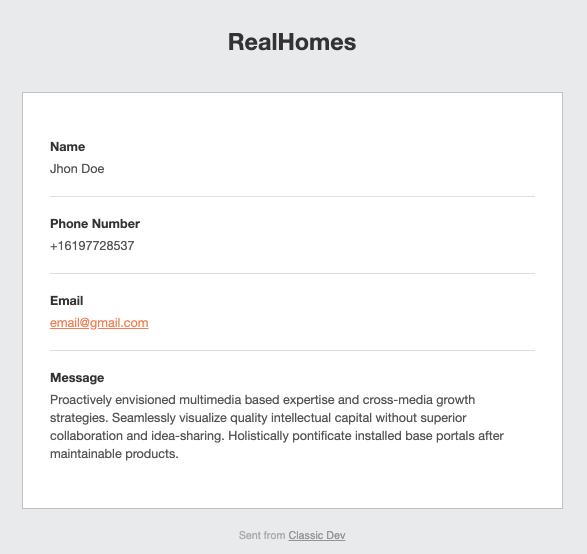 RealHomes
Name
Jhon Doe
Phone Number
+16197728537
Email
email@gmail.com
Message
Proactively envisioned multimedia based expertise and cross-media growth
strategies. Seamlessly visualize quality intellectual capital without superior
collaboration and idea-sharing. Holistically pontificate installed base portals after
maintainable products.
Sent from Classic Dev